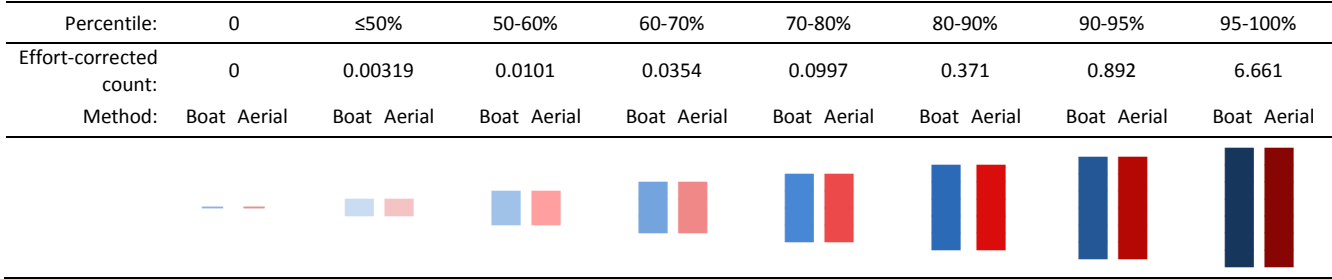 Percentile: 0 ≤50% 50-60% 60-70% 70-80% 80-90% 90-95% 95-100%
Effort-corrected
count: 0 0.00319 0.0101 0.0354 0.0997 0.371 0.892 6.661
Method: Boat Aerial Boat Aerial Boat Aerial Boat Aerial Boat Aerial Boat Aerial Boat Aerial Boat Aerial